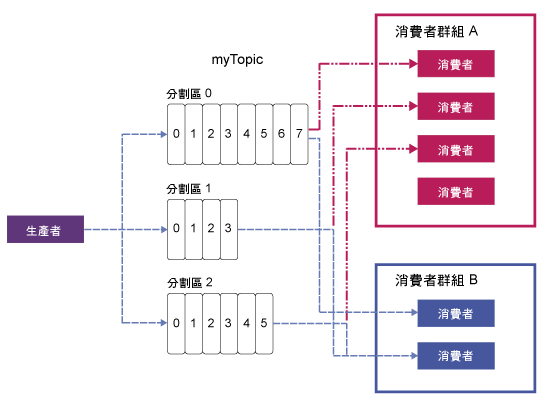 myTopic
分割區 0
0 1 2 3 4 5 6 7
分割區 1
0 1 2 3
分割區 2
0 1 2 3 4 5
生產者
消費者群組 A
消費者
消費者
消費者
消費者
消費者群組 B
消費者
消費者